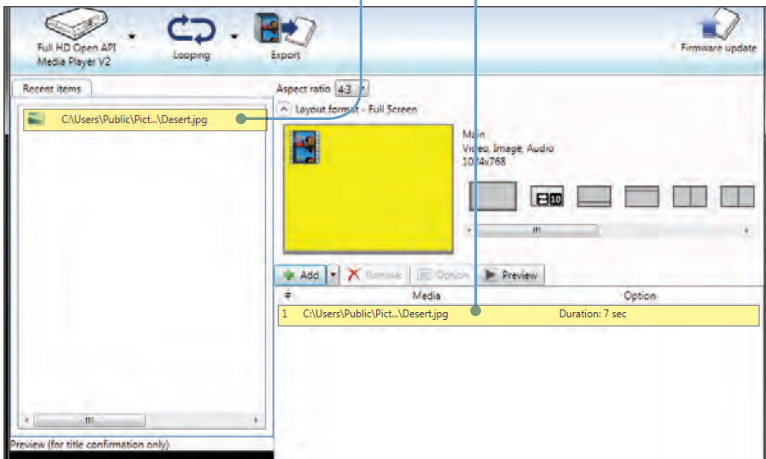 Full HD Open API
Media Player V2
Looping
Export
Firmware update
Recent items
C:\Users\Public\Pict...\Desert.jpg
Aspect ratio 4:3
Layout format - Full Screen
Main
Video, Image, Audio
1024x768
10
Add
Remove
Option
Preview
# Media Option
1 C:\Users\Public\Pict...\Desert.jpg Duration: 7 sec
Preview (for title confirmation only)